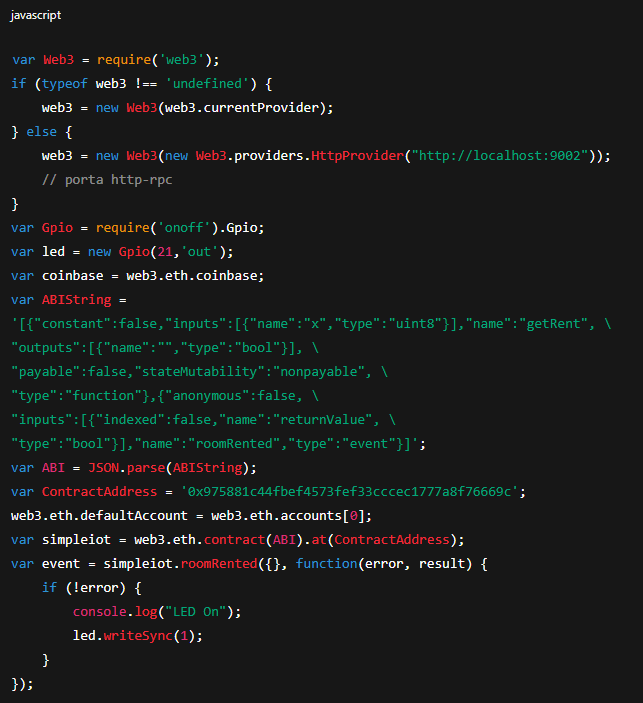 javascript
var Web3 = require('web3');
if (typeof web3 !== 'undefined') {
    web3 = new Web3(web3.currentProvider);
} else {
    web3 = new Web3(new Web3.providers.HttpProvider("http://localhost:9002"));
    // porta http-rpc
}
var Gpio = require('onoff').Gpio;
var led = new Gpio(21,'out');
var coinbase = web3.eth.coinbase;
var ABIString =
'[{"constant":false,"inputs":[{"name":"x","type":"uint8"}],"name":"getRent", \
"outputs":[{"name":"","type":"bool"}], \
"payable":false,"stateMutability":"nonpayable", \
"type":"function"},{"anonymous":false, \
"inputs":[{"indexed":false,"name":"returnValue", \
"type":"bool"}],"name":"roomRented","type":"event"}]';
var ABI = JSON.parse(ABIString);
var ContractAddress = '0x975881c44fbef4573fef33cccec1777a8f76669c';
web3.eth.defaultAccount = web3.eth.accounts[0];
var simpleiot = web3.eth.contract(ABI).at(ContractAddress);
var event = simpleiot.roomRented({}, function(error, result) {
    if (!error) {
        console.log("LED On");
        led.writeSync(1);
    }
});